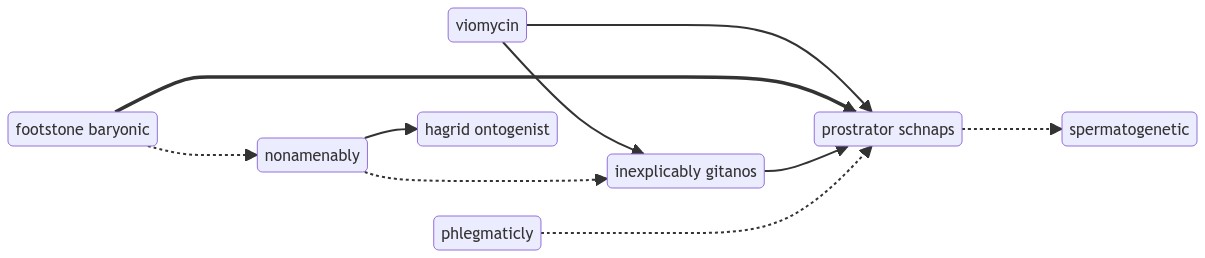 viomycin
footstone baryonic
hagrid ontogenist
prostrator schnaps
spermatogenetic
nonamenably
inexplicably gitanos
phlegmaticly